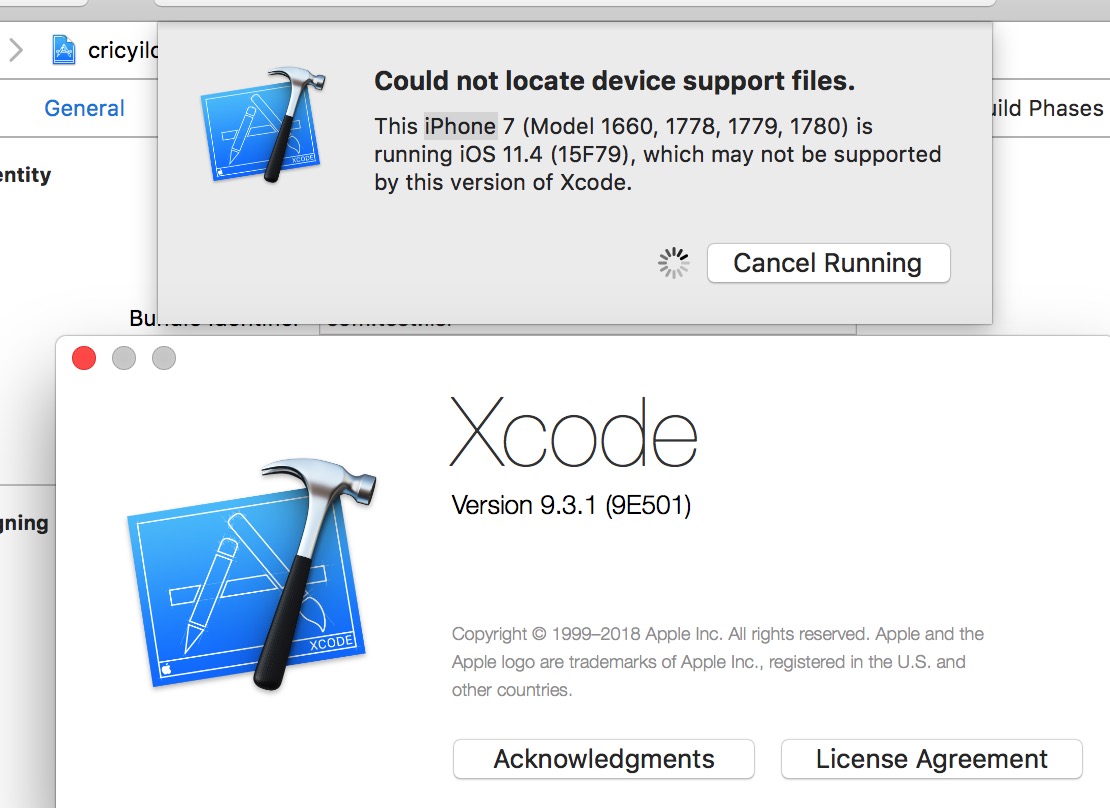 cricyilc
General
uild Phases
Could not locate device support files.
This iPhone 7 (Model 1660, 1778, 1779, 1780) is
running iOS 11.4 (15F79), which may not be supported
by this version of Xcode.
XCODE
entity
Cancel Running
Xcode
Version 9.3.1 (9E501)
gning
XCODE
Copyright © 1999–2018 Apple Inc. All rights reserved. Apple and the
Apple logo are trademarks of Apple Inc., registered in the U.S. and
other countries.
Acknowledgments
License Agreement